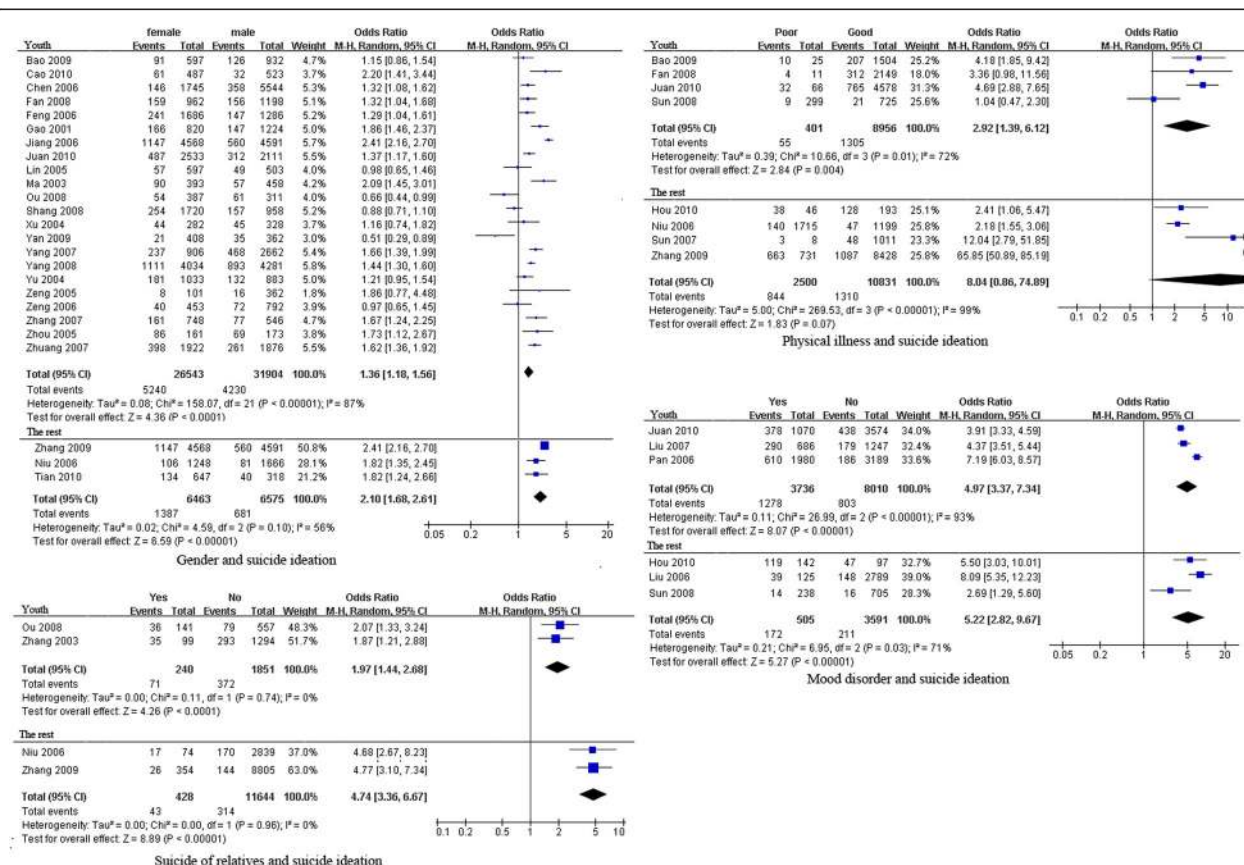 female male Odds Ratio Odds Ratio
Youth Events Total Events Total Weight M-H, Random, 95% CI M-H, Random, 95% CI
Bao 2009 91 597 126 932 4.7% 1.15 [0.86, 1.54]
Cao 2010 61 487 32 523 3.4% 2.20 [1.41, 3.44]
Chen 2006 146 1745 358 5544 5.1% 1.32 [1.08, 1.62]
Fan 2008 159 962 156 1198 4.9% 1.32 [1.04, 1.68]
Feng 2006 241 1686 147 1286 5.0% 1.29 [1.04, 1.61]
Gao 2001 166 820 147 1224 4.9% 1.86 [1.46, 2.37]
Jiang 2006 1147 4568 560 4591 5.7% 2.41 [2.16, 2.70]
Juan 2010 487 2533 312 2111 5.4% 1.37 [1.17, 1.60]
Lin 2005 57 597 49 503 3.8% 0.98 [0.65, 1.46]
Ma 2003 90 393 57 458 4.0% 2.09 [1.45, 3.01]
Ou 2008 54 387 61 311 3.8% 0.66 [0.44, 0.99]
Shang 2008 254 1720 157 958 5.0% 0.88 [0.71, 1.10]
Xu 2004 44 282 45 328 3.4% 1.16 [0.74, 1.82]
Yan 2009 21 408 35 362 2.7% 0.51 [0.29, 0.89]
Yang 2007 237 906 468 2662 5.3% 1.66 [1.39, 1.99]
Yang 2008 1111 4034 893 4281 5.7% 1.44 [1.30, 1.60]
Yu 2004 181 1033 132 883 4.9% 1.21 [0.95, 1.54]
Zeng 2005 8 101 16 362 1.5% 1.86 [0.77, 4.48]
Zeng 2006 40 453 72 792 3.7% 0.97 [0.65, 1.45]
Zhang 2007 161 748 77 546 4.5% 1.67 [1.24, 2.25]
Zhou 2005 86 161 69 173 3.5% 1.73 [1.12, 2.67]
Zhuang 2007 398 1922 261 1876 5.5% 1.62 [1.36, 1.92]
Total (95% CI) 26543 31904 100.0% 1.36 [1.18, 1.56]
Total events 5240 4230
Heterogeneity: Tau² = 0.08; Chi² = 158.07, df = 21 (P < 0.00001); I² = 87%
Test for overall effect: Z = 4.36 (P < 0.0001)
The rest
Zhang 2009 1147 4568 560 4591 50.8% 2.41 [2.16, 2.70]
Niu 2006 106 1248 81 1666 28.1% 1.82 [1.35, 2.45]
Tian 2010 134 647 40 318 21.2% 1.82 [1.24, 2.66]
Total (95% CI) 6463 6575 100.0% 2.10 [1.68, 2.61]
Total events 1387 681
Heterogeneity: Tau² = 0.02; Chi² = 4.59, df = 2 (P = 0.10); I² = 56%
Test for overall effect: Z = 6.59 (P < 0.00001)
0.05 0.2 1 5 20
Gender and suicide ideation
Yes No Odds Ratio Odds Ratio
Youth Events Total Events Total Weight M-H, Random, 95% CI M-H, Random, 95% CI
Ou 2008 36 141 79 557 48.3% 2.07 [1.33, 3.24]
Zhang 2003 35 99 293 1294 51.7% 1.87 [1.21, 2.88]
Total (95% CI) 240 1851 100.0% 1.97 [1.44, 2.68]
Total events 71 372
Heterogeneity: Tau² = 0.00; Chi² = 0.11, df = 1 (P = 0.74); I² = 0%
Test for overall effect: Z = 4.26 (P < 0.0001)
The rest
Niu 2006 17 74 170 2839 37.0% 4.68 [2.67, 8.23]
Zhang 2009 26 354 144 8805 63.0% 4.77 [3.10, 7.34]
Total (95% CI) 428 11644 100.0% 4.74 [3.36, 6.67]
Total events 43 314
Heterogeneity: Tau² = 0.00; Chi² = 0.00, df = 1 (P = 0.96); I² = 0%
Test for overall effect: Z = 8.89 (P < 0.00001)
0.1 0.2 0.5 1 2 5 10
Suicide of relatives and suicide ideation
Poor Good Odds Ratio Odds Ratio
Youth Events Total Events Total Weight M-H, Random, 95% CI M-H, Random, 95% CI
Bao 2009 10 25 207 1504 25.2% 4.18 [1.85, 9.42]
Fan 2008 4 11 312 2149 18.0% 3.36 [0.98, 11.56]
Juan 2010 32 66 765 4578 31.3% 4.69 [2.88, 7.65]
Sun 2008 9 299 21 725 25.6% 1.04 [0.47, 2.30]
Total (95% CI) 401 8956 100.0% 2.92 [1.39, 6.12]
Total events 55 1305
Heterogeneity: Tau² = 0.39; Chi² = 10.66, df = 3 (P = 0.01); I² = 72%
Test for overall effect: Z = 2.84 (P = 0.004)
The rest
Hou 2010 38 46 128 193 25.1% 2.41 [1.06, 5.47]
Niu 2006 140 1715 47 1199 25.8% 2.18 [1.55, 3.06]
Sun 2007 3 8 48 1011 23.3% 12.04 [2.79, 51.85]
Zhang 2009 663 731 1087 8428 25.8% 65.85 [50.89, 85.19]
Total (95% CI) 2500 10831 100.0% 8.04 [0.86, 74.89]
Total events 844 1310
Heterogeneity: Tau² = 5.00; Chi² = 269.53, df = 3 (P < 0.00001); I² = 99%
Test for overall effect: Z = 1.83 (P = 0.07)
0.1 0.2 0.5 1 2 5 10
Physical illness and suicide ideation
Yes No Odds Ratio Odds Ratio
Youth Events Total Events Total Weight M-H, Random, 95% CI M-H, Random, 95% CI
Juan 2010 378 1070 438 3574 34.0% 3.91 [3.33, 4.59]
Liu 2007 290 686 179 1247 32.4% 4.37 [3.51, 5.44]
Pan 2006 610 1980 186 3189 33.6% 7.19 [6.03, 8.57]
Total (95% CI) 3736 8010 100.0% 4.97 [3.37, 7.34]
Total events 1278 803
Heterogeneity: Tau² = 0.11; Chi² = 26.99, df = 2 (P < 0.00001); I² = 93%
Test for overall effect: Z = 8.07 (P < 0.00001)
The rest
Hou 2010 119 142 47 97 32.7% 5.50 [3.03, 10.01]
Liu 2006 39 125 148 2789 39.0% 8.09 [5.35, 12.23]
Sun 2008 14 238 16 705 28.3% 2.69 [1.29, 5.60]
Total (95% CI) 505 3591 100.0% 5.22 [2.82, 9.67]
Total events 172 211
Heterogeneity: Tau² = 0.21; Chi² = 6.95, df = 2 (P = 0.03); I² = 71%
Test for overall effect: Z = 5.27 (P < 0.00001)
0.05 0.2 1 5 20
Mood disorder and suicide ideation